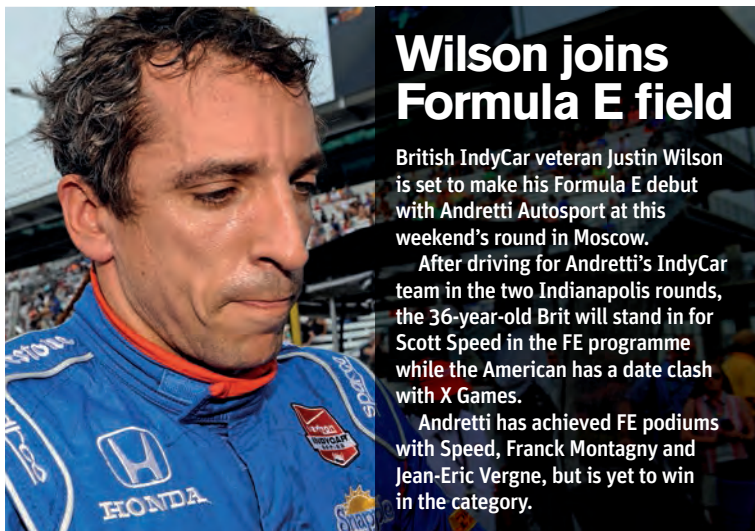 Wilson joins
Formula E field
British IndyCar veteran Justin Wilson
is set to make his Formula E debut
with Andretti Autosport at this
weekend's round in Moscow.
After driving for Andretti's IndyCar
team in the two Indianapolis rounds,
the 36-year-old Brit will stand in for
Scott Speed in the FE programme
while the American has a date clash
with X Games.
Andretti has achieved FE podiums
with Speed, Franck Montagny and
Jean-Eric Vergne, but is yet to win
in the category.
INDYCAR
HONDA